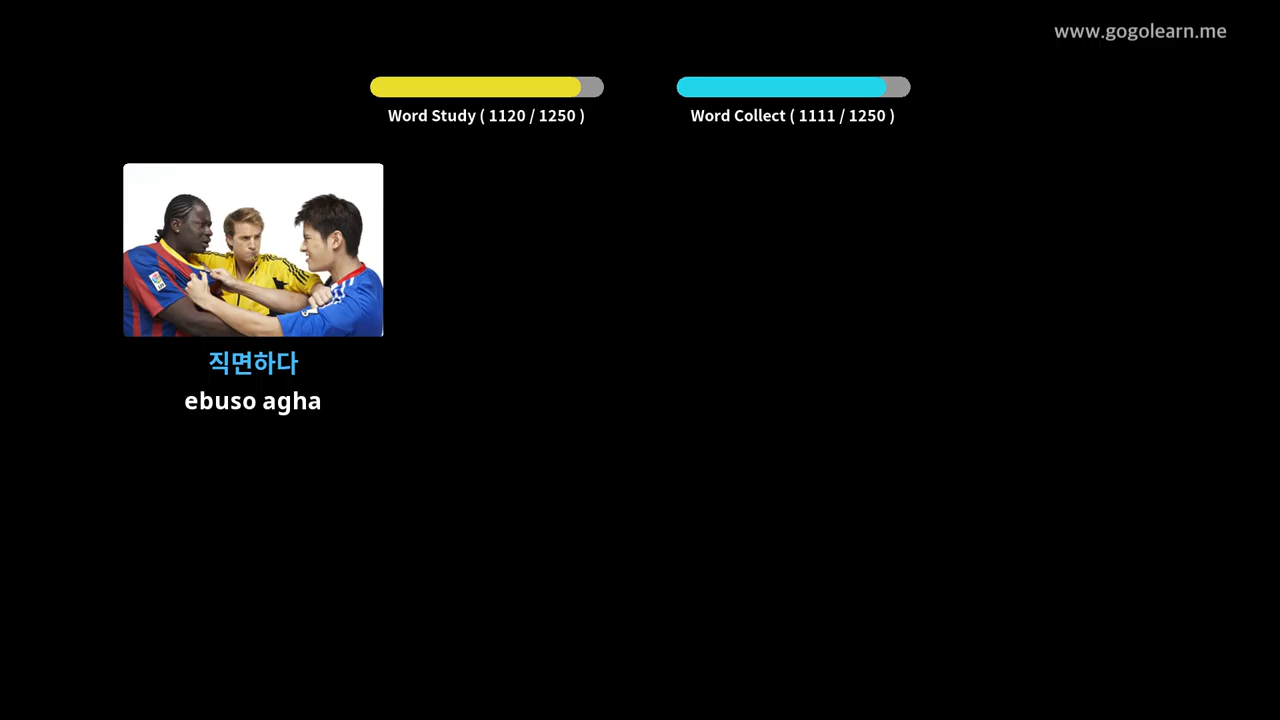 www.gogolearn.me
Word Study ( 1120 / 1250 )
Word Collect ( 1111 / 1250 )
직면하다
ebuso agha